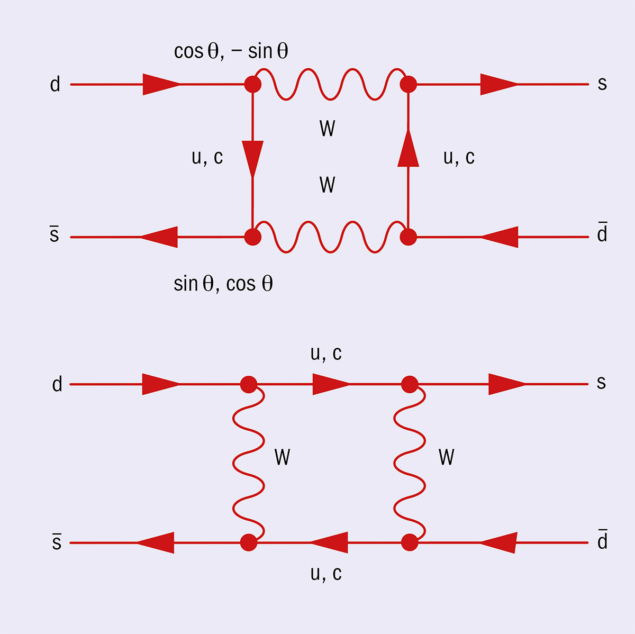 cos θ, – sin θ
d
s
W
u, c
u, c
W
s̅
d̅
sin θ, cos θ
u, c
d
s
W
W
s̅
d̅
u, c